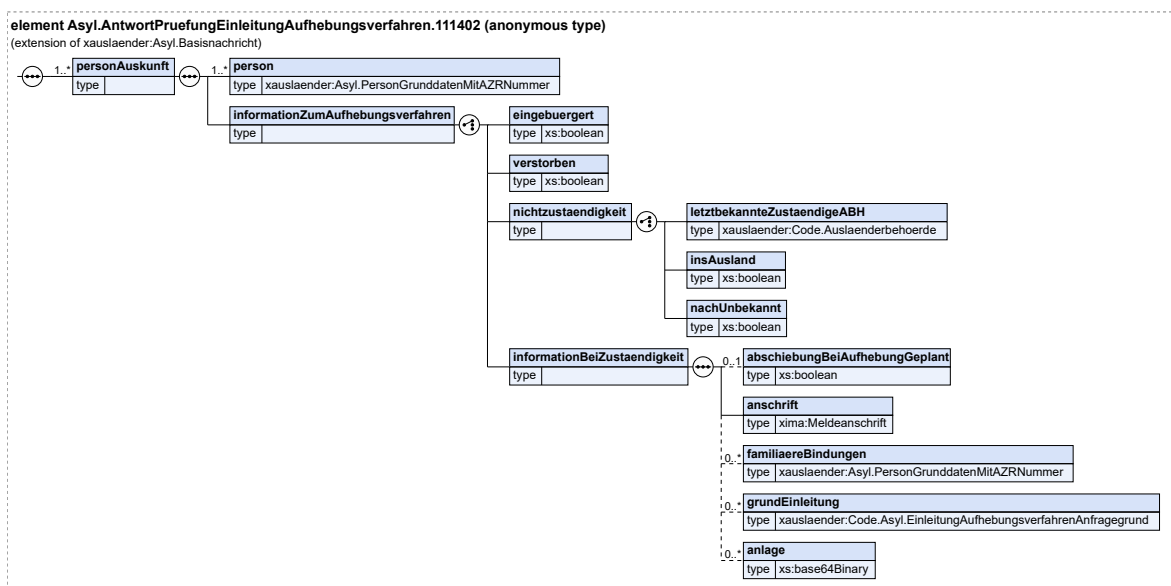 element Asyl.AntwortPruefungEinleitungAufhebungsverfahren.111402 (anonymous type)
(extension of xauslaender:Asyl.Basisnachricht)
1..* personAuskunft
type
1..* person
type xauslaender:Asyl.PersonGrunddatenMitAZRNummer
informationZumAufhebungsverfahren
type
eingebuergert
type xs:boolean
verstorben
type xs:boolean
nichtzustaendigkeit
type
letztbekannteZustaendigeABH
type xauslaender:Code.Auslaenderbehoerde
insAusland
type xs:boolean
nachUnbekannt
type xs:boolean
informationBeiZustaendigkeit
type
0..1 abschiebungBeiAufhebungGeplant
type xs:boolean
anschrift
type xima:Meldeanschrift
0..* familiaereBindungen
type xauslaender:Asyl.PersonGrunddatenMitAZRNummer
0..* grundEinleitung
type xauslaender:Code.Asyl.EinleitungAufhebungsverfahrenAnfragegrund
0..* anlage
type xs:base64Binary